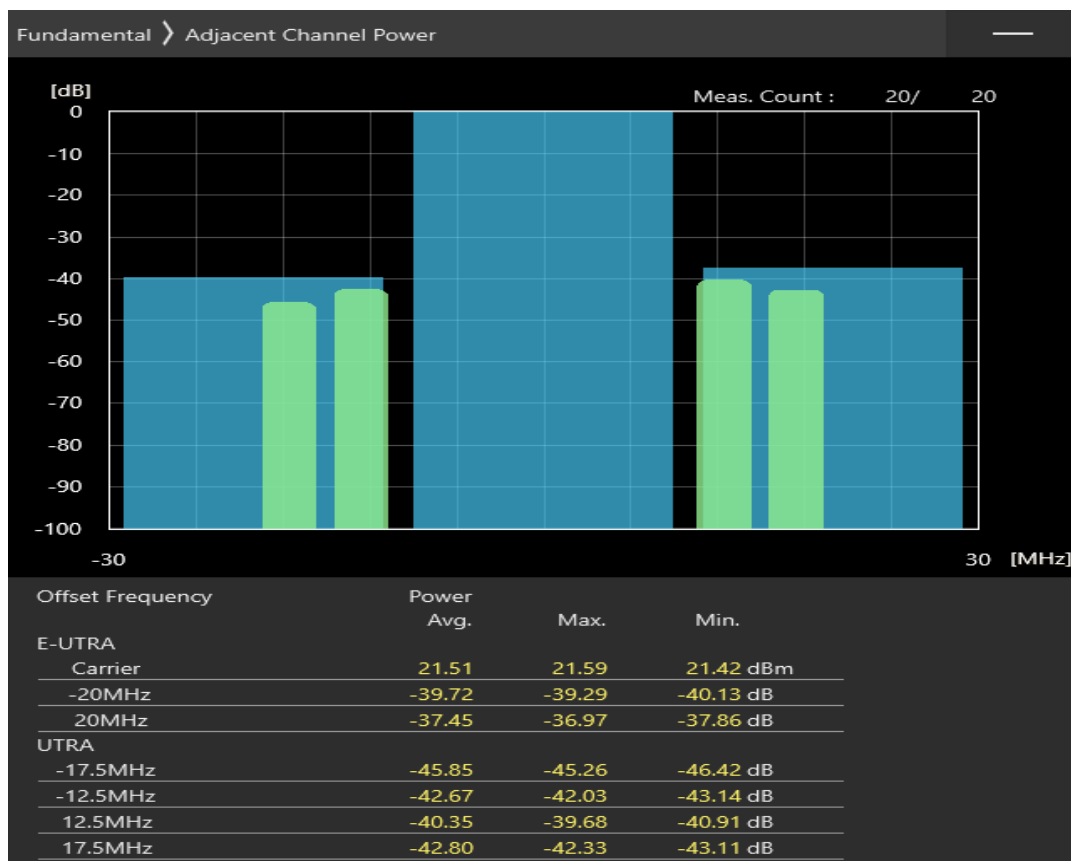 Fundamental ❯ Adjacent Channel Power
[dB]
Meas. Count : 20/ 20
0
-10
-20
-30
-40
-50
-60
-70
-80
-90
-100
-30 30 [MHz]
Offset Frequency Power
Avg. Max. Min.
E-UTRA
Carrier 21.51 21.59 21.42 dBm
-20MHz -39.72 -39.29 -40.13 dB
20MHz -37.45 -36.97 -37.86 dB
UTRA
-17.5MHz -45.85 -45.26 -46.42 dB
-12.5MHz -42.67 -42.03 -43.14 dB
12.5MHz -40.35 -39.68 -40.91 dB
17.5MHz -42.80 -42.33 -43.11 dB